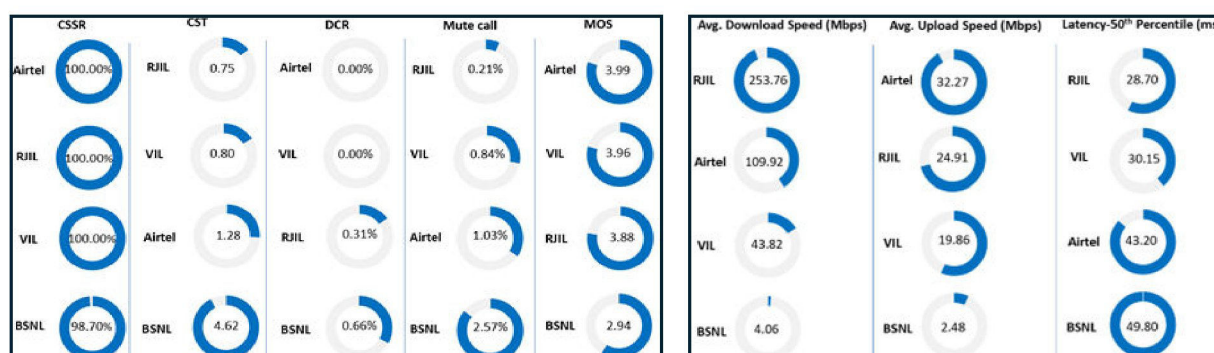 CSSR CST DCR Mute call MOS
Airtel 100.00% RJIL 0.75 Airtel 0.00% RJIL 0.21% Airtel 3.99
RJIL 100.00% VIL 0.80 VIL 0.00% VIL 0.84% VIL 3.96
VIL 100.00% Airtel 1.28 RJIL 0.31% Airtel 1.03% RJIL 3.88
BSNL 98.70% BSNL 4.62 BSNL 0.66% BSNL 2.57% BSNL 2.94
Avg. Download Speed (Mbps) Avg. Upload Speed (Mbps) Latency-50th Percentile (ms
RJIL 253.76 Airtel 32.27 RJIL 28.70
Airtel 109.92 RJIL 24.91 VIL 30.15
VIL 43.82 VIL 19.86 Airtel 43.20
BSNL 4.06 BSNL 2.48 BSNL 49.80